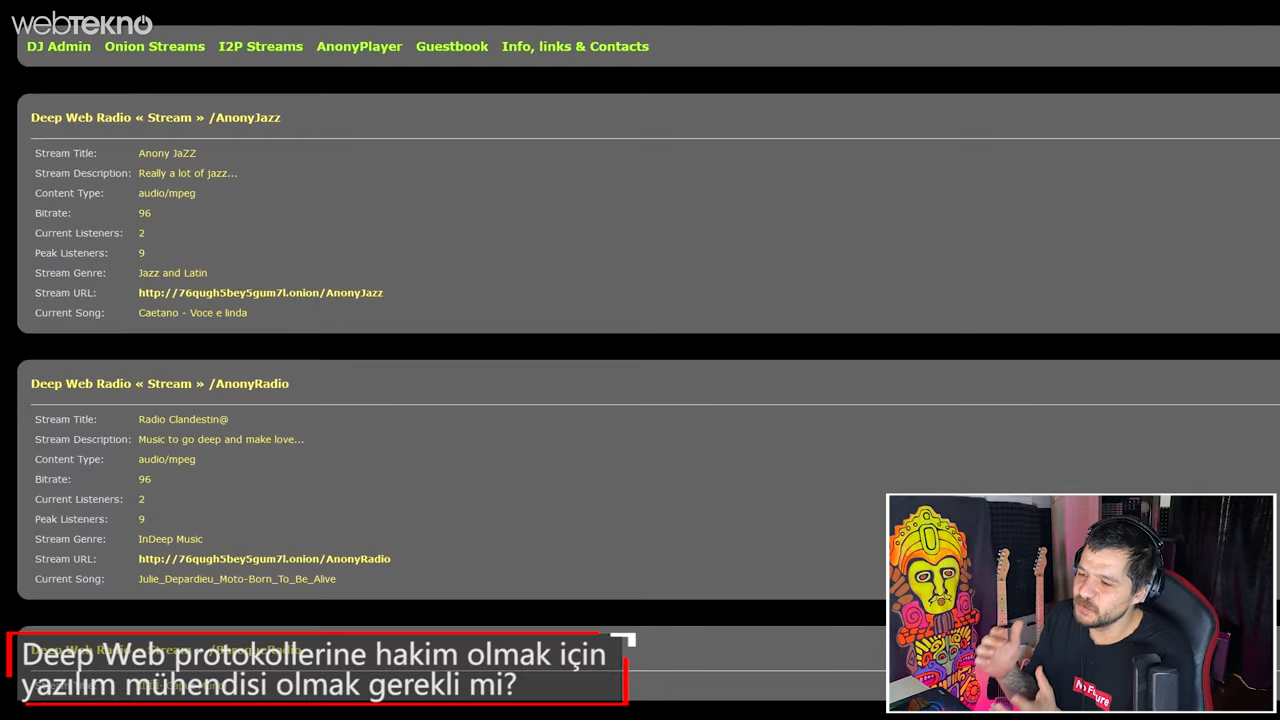 webtekno
DJ Admin Onion Streams I2P Streams AnonyPlayer Guestbook Info, links & Contacts
Deep Web Radio « Stream » /AnonyJazz
Stream Title: Anony JaZZ
Stream Description: Really a lot of jazz...
Content Type: audio/mpeg
Bitrate: 96
Current Listeners: 2
Peak Listeners: 9
Stream Genre: Jazz and Latin
Stream URL: http://76qugh5bey5gum7l.onion/AnonyJazz
Current Song: Caetano - Voce e linda
Deep Web Radio « Stream » /AnonyRadio
Stream Title: Radio Clandestin@
Stream Description: Music to go deep and make love...
Content Type: audio/mpeg
Bitrate: 96
Current Listeners: 2
Peak Listeners: 9
Stream Genre: InDeep Music
Stream URL: http://76qugh5bey5gum7l.onion/AnonyRadio
Current Song: Julie_Depardieu_Moto-Born_To_Be_Alive
Deep Web protokollerine hakim olmak için
yazılım mühendisi olmak gerekli mi?
No Future